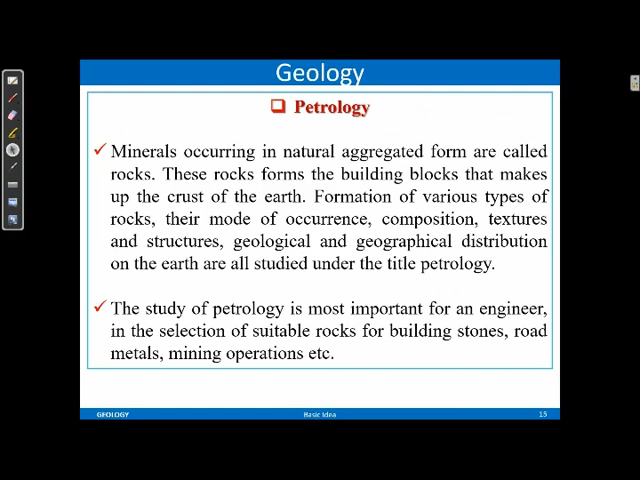 Geology
Petrology
Minerals occurring in natural aggregated form are called
rocks. These rocks forms the building blocks that makes
up the crust of the earth. Formation of various types of
rocks, their mode of occurrence, composition, textures
and structures, geological and geographical distribution
on the earth are all studied under the title petrology.
The study of petrology is most important for an engineer,
in the selection of suitable rocks for building stones, road
metals, mining operations etc.
GEOLOGY
Basic Idea
15